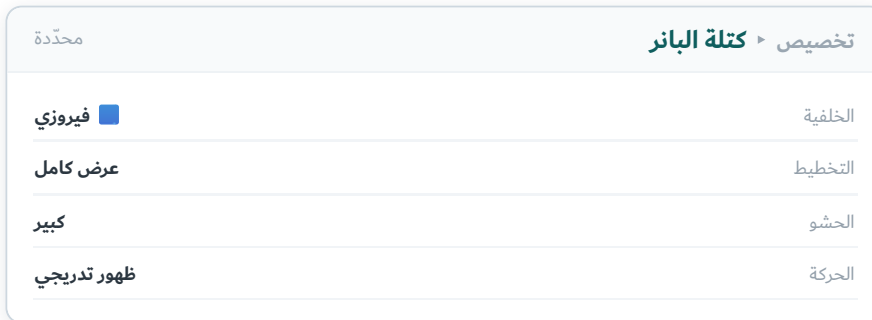 تخصيص ▸ كتلة البانر محدّدة
الخلفية فيروزي
التخطيط عرض كامل
الحشو كبير
الحركة ظهور تدريجي